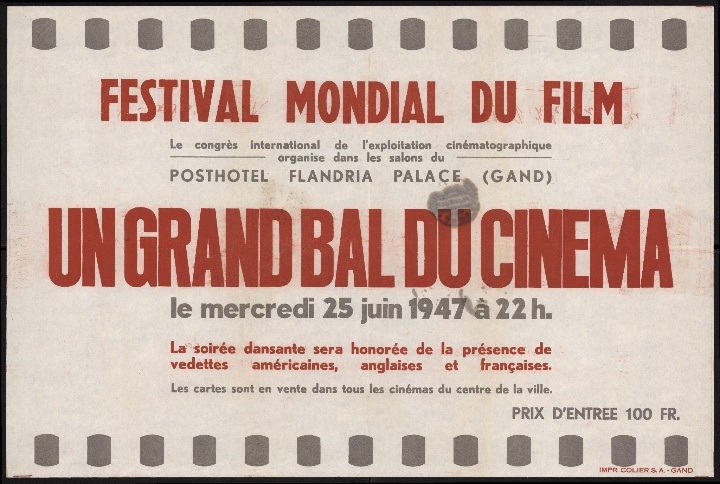 FESTIVAL MONDIAL DU FILM
Le congrès international de l'exploitation cinématographique
organise dans les salons du
POSTHOTEL FLANDRIA PALACE (GAND)
UN GRAND BAL DU CINEMA
le mercredi 25 juin 1947 à 22 h.
La soirée dansante sera honorée de la présence de
vedettes américaines, anglaises et françaises.
Les cartes sont en vente dans tous les cinémas du centre de la ville.
PRIX D'ENTREE 100 FR.
IMPR. COLIER S. A. - GAND